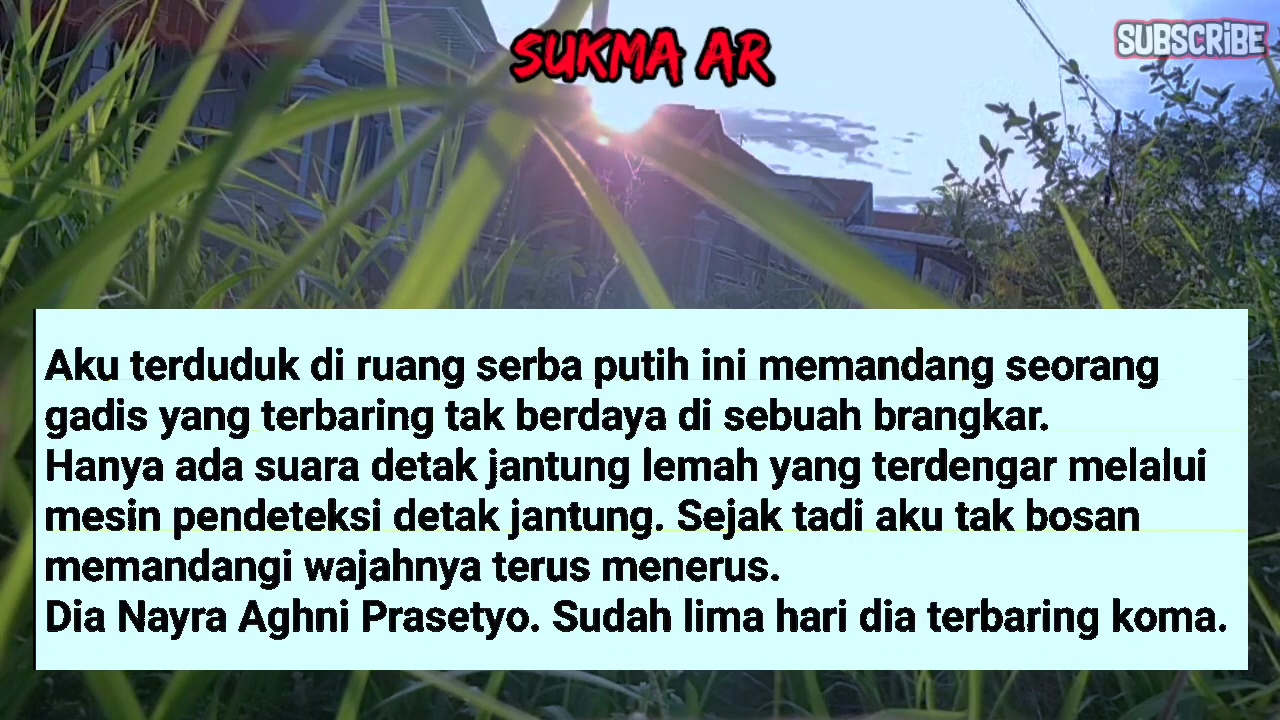 SUKMA AR
SUBSCRiBE
Aku terduduk di ruang serba putih ini memandang seorang
gadis yang terbaring tak berdaya di sebuah brangkar.
Hanya ada suara detak jantung lemah yang terdengar melalui
mesin pendeteksi detak jantung. Sejak tadi aku tak bosan
memandangi wajahnya terus menerus.
Dia Nayra Aghni Prasetyo. Sudah lima hari dia terbaring koma.